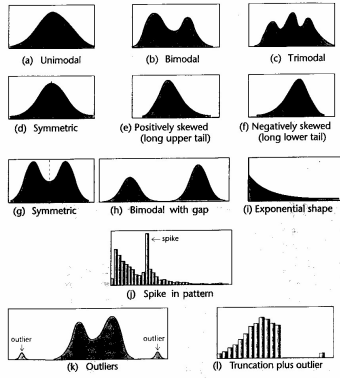 (a) Unimodal
(b) Bimodal
(c) Trimodal
(d) Symmetric
(e) Positively skewed
(long upper tail)
(f) Negatively skewed
(long lower tail)
(g) Symmetric
(h) Bimodal with gap
(i) Exponential shape
spike
(j) Spike in pattern
outlier
outlier
(k) Outliers
(l) Truncation plus outlier